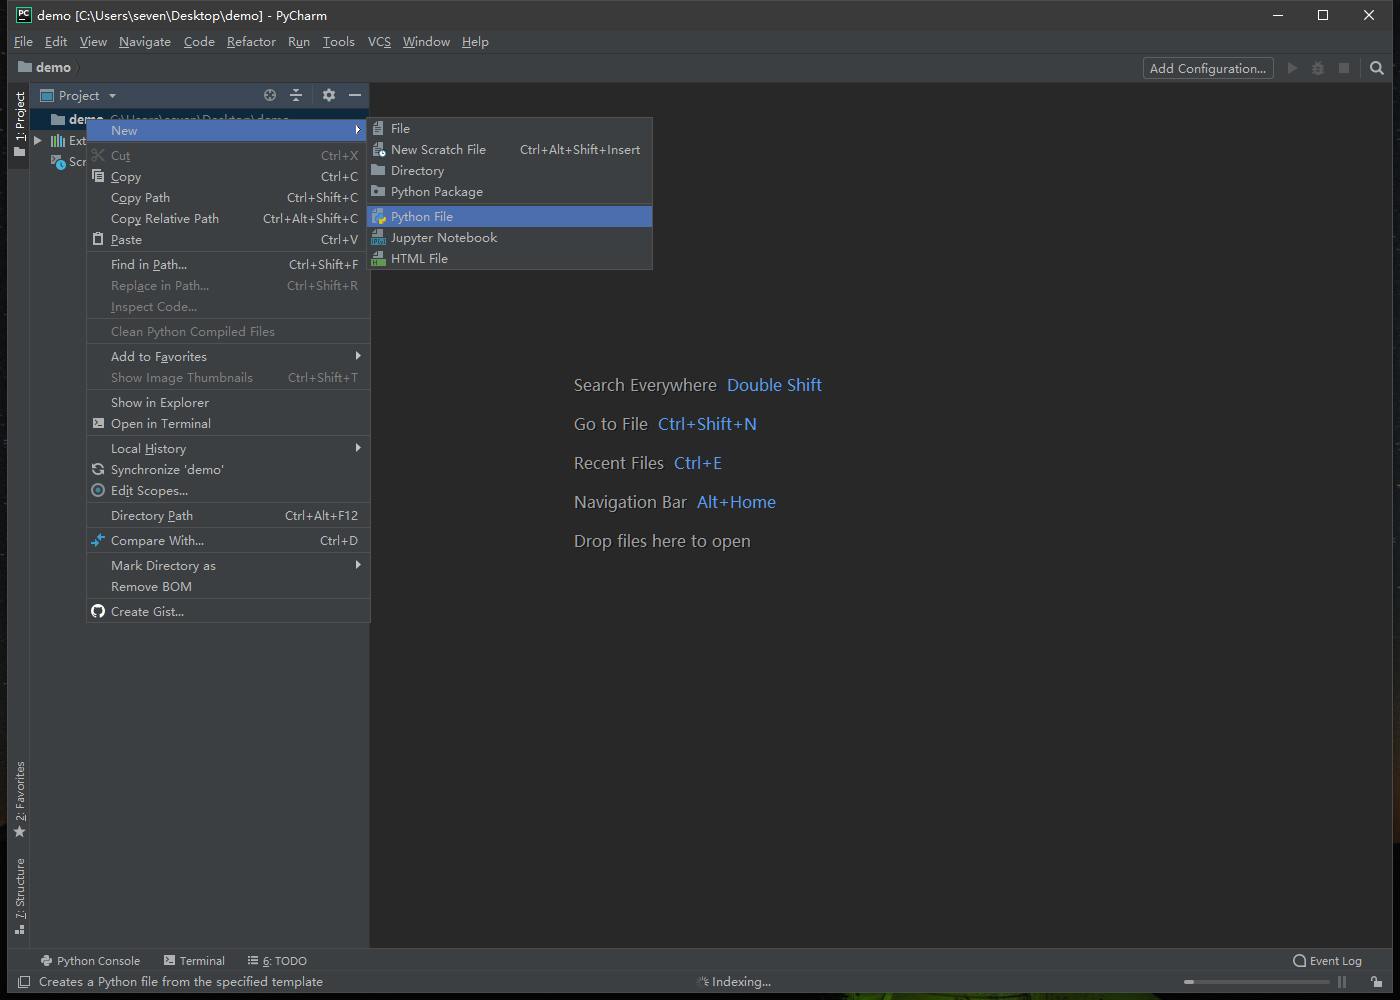 PC demo [C:\Users\seven\Desktop\demo] - PyCharm
File Edit View Navigate Code Refactor Run Tools VCS Window Help
demo Add Configuration...
1: Project
Project
demo C:\Users\seven\Desktop\demo
Ext
Scr
New
Cut Ctrl+X
Copy Ctrl+C
Copy Path Ctrl+Shift+C
Copy Relative Path Ctrl+Alt+Shift+C
Paste Ctrl+V
Find in Path... Ctrl+Shift+F
Replace in Path... Ctrl+Shift+R
Inspect Code...
Clean Python Compiled Files
Add to Favorites
Show Image Thumbnails Ctrl+Shift+T
Show in Explorer
Open in Terminal
Local History
Synchronize 'demo'
Edit Scopes...
Directory Path Ctrl+Alt+F12
Compare With... Ctrl+D
Mark Directory as
Remove BOM
Create Gist...
File
New Scratch File Ctrl+Alt+Shift+Insert
Directory
Python Package
Python File
Jupyter Notebook
HTML File
Search Everywhere Double Shift
Go to File Ctrl+Shift+N
Recent Files Ctrl+E
Navigation Bar Alt+Home
Drop files here to open
2: Favorites
7: Structure
Python Console Terminal 6: TODO Event Log
Creates a Python file from the specified template Indexing...